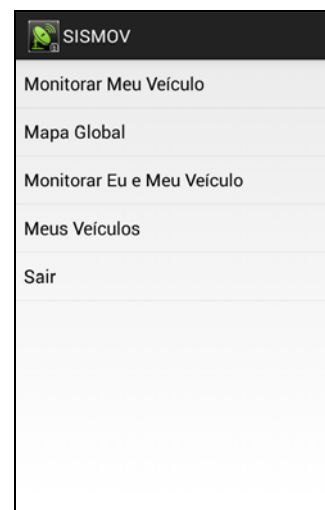 SISMOV
Monitorar Meu Veículo
Mapa Global
Monitorar Eu e Meu Veículo
Meus Veículos
Sair